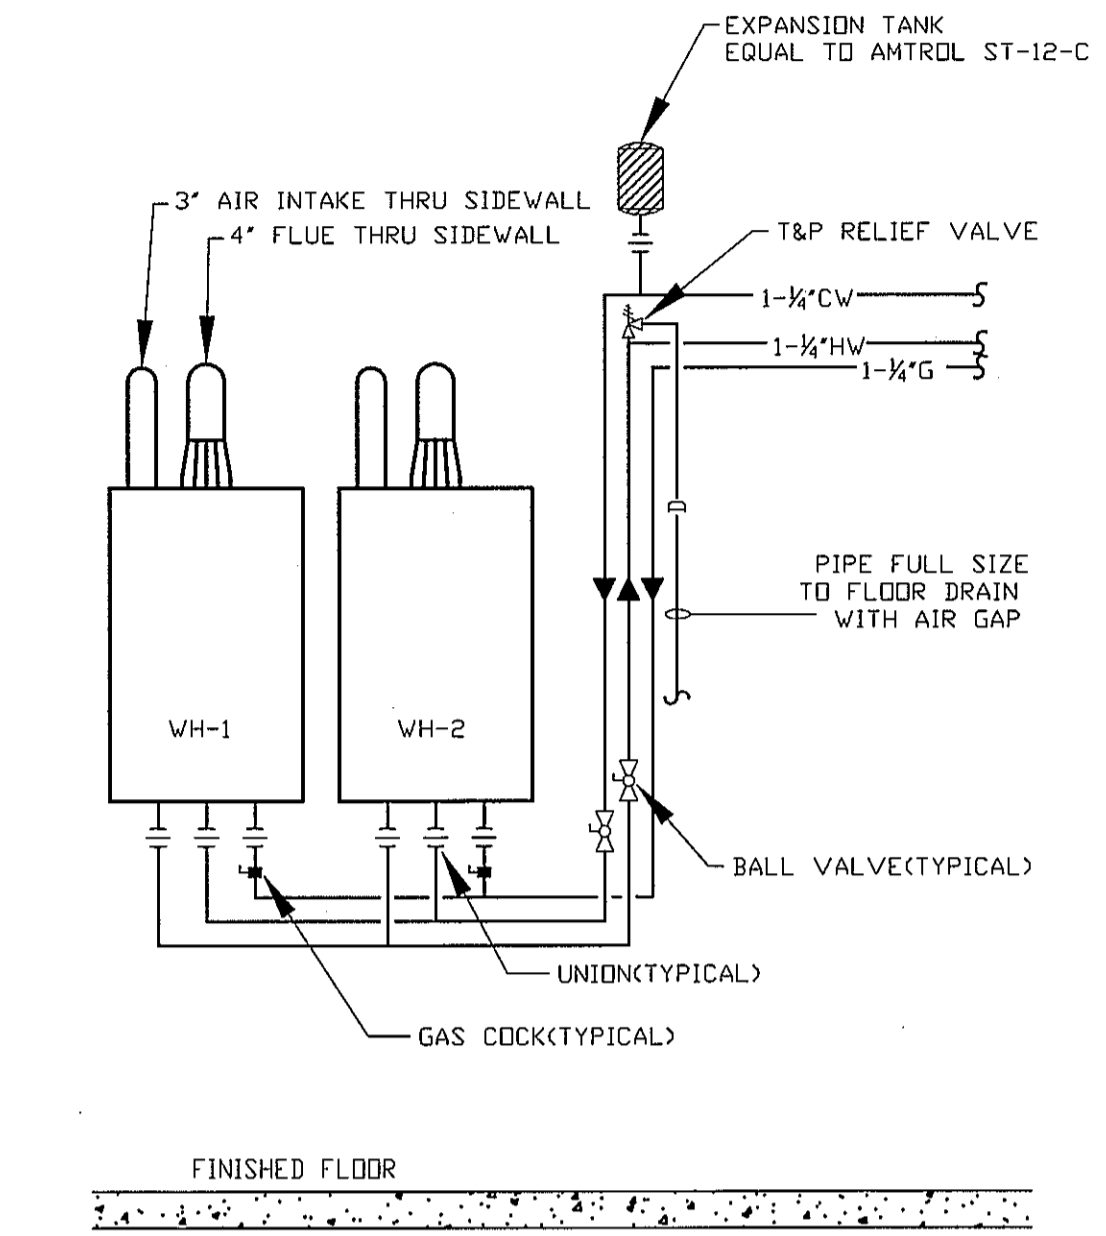 EXPANSION TANK
EQUAL TO AMTROL ST-12-C
3" AIR INTAKE THRU SIDEWALL
4" FLUE THRU SIDEWALL
T&P RELIEF VALVE
1-¼"CW
1-¼"HW
1-¼"G
D
PIPE FULL SIZE
TO FLOOR DRAIN
WITH AIR GAP
WH-1
WH-2
BALL VALVE(TYPICAL)
UNION(TYPICAL)
GAS COCK(TYPICAL)
FINISHED FLOOR